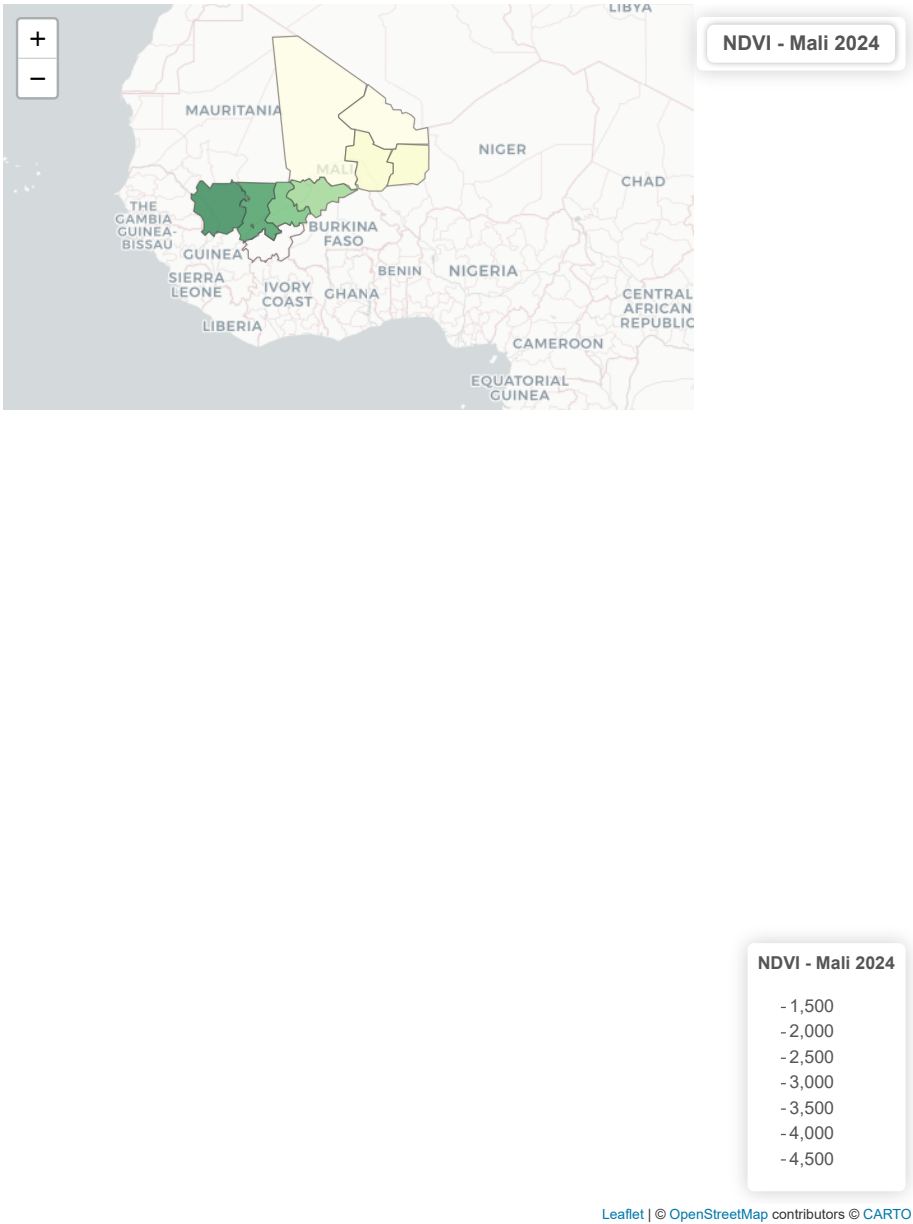 +
−
NDVI - Mali 2024
LIBYA
MAURITANIA
NIGER
MALI
CHAD
THE
GAMBIA
GUINEA-
BISSAU
BURKINA
FASO
GUINEA
SIERRA
LEONE
IVORY
COAST
GHANA
BENIN
NIGERIA
CENTRAL
AFRICAN
REPUBLIC
LIBERIA
CAMEROON
EQUATORIAL
GUINEA
NDVI - Mali 2024
- 1,500
- 2,000
- 2,500
- 3,000
- 3,500
- 4,000
- 4,500
Leaflet | © OpenStreetMap contributors © CARTO